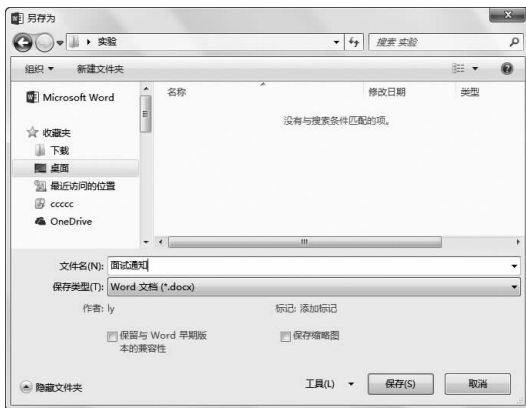 另存为
实验
搜索 实验
组织
新建文件夹
Microsoft Word
名称
修改日期
类型
没有与搜索条件匹配的项。
收藏夹
下载
桌面
最近访问的位置
ccccc
OneDrive
文件名(N): 面试通知
保存类型(T): Word 文档 (*.docx)
作者: ly
标记: 添加标记
保留与 Word 早期版
本的兼容性
保存缩略图
隐藏文件夹
工具(L)
保存(S)
取消